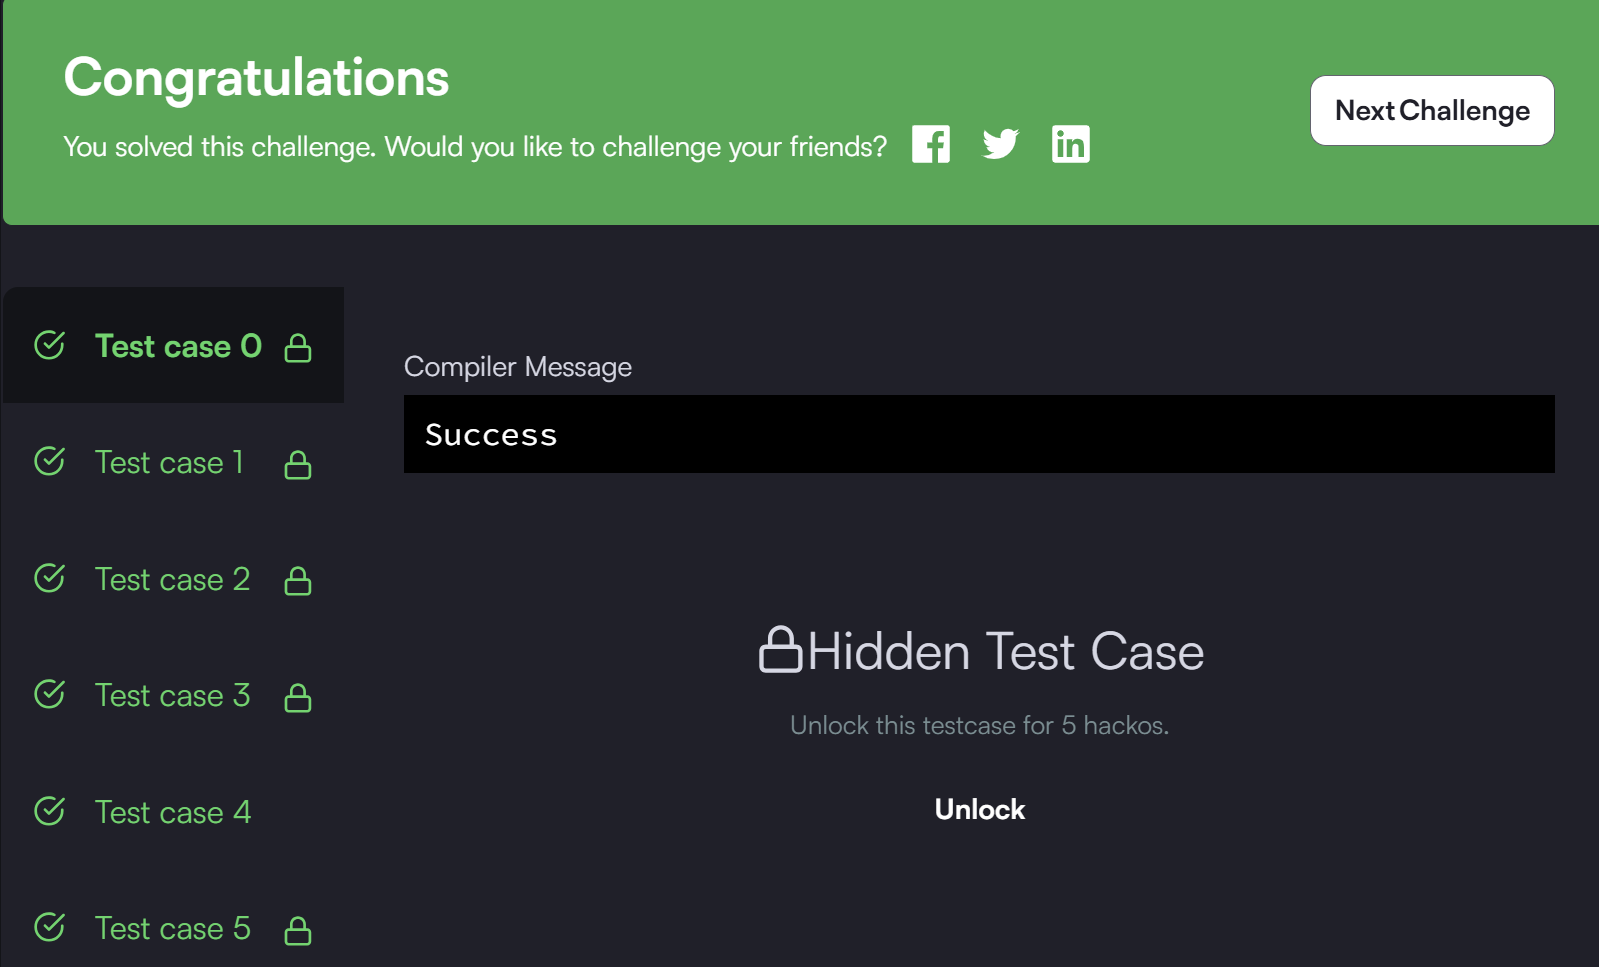 Congratulations
You solved this challenge. Would you like to challenge your friends?
Next Challenge
Test case 0
Test case 1
Test case 2
Test case 3
Test case 4
Test case 5
Compiler Message
Success
Hidden Test Case
Unlock this testcase for 5 hackos.
Unlock